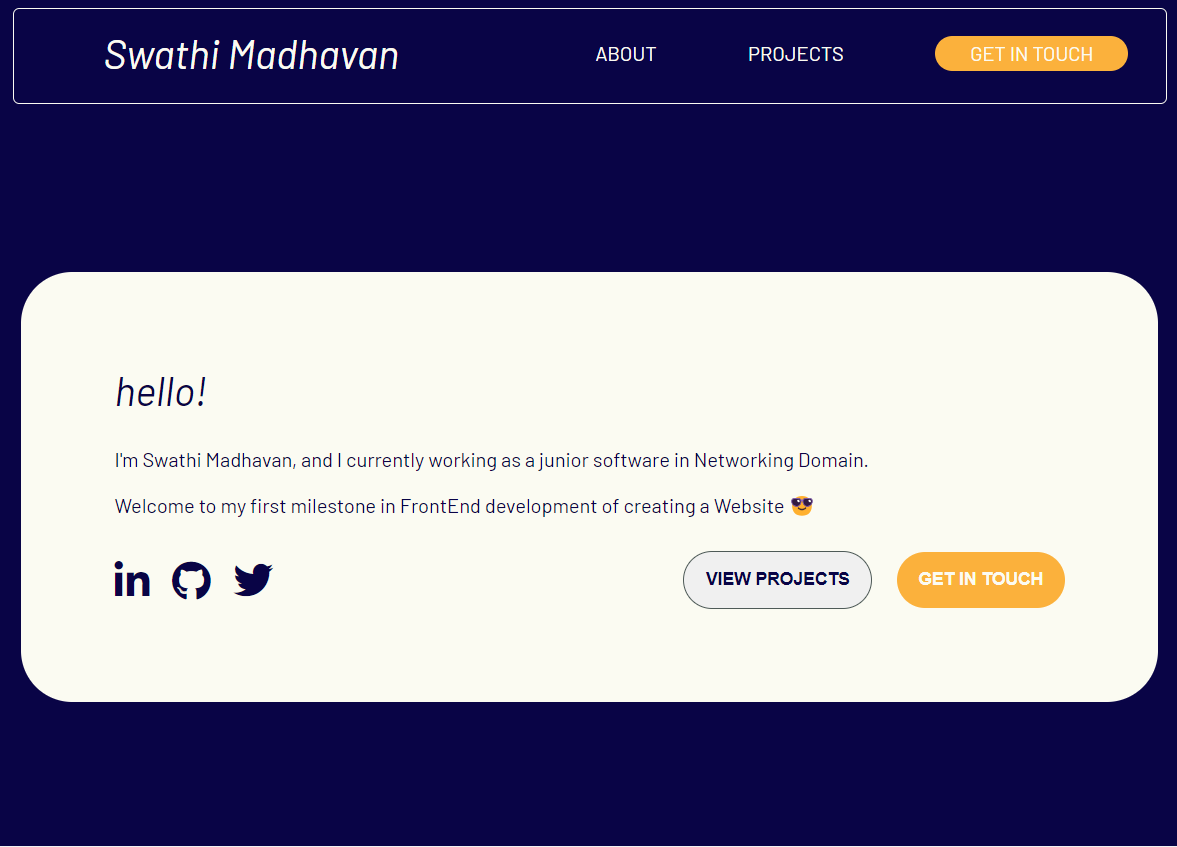 Swathi Madhavan
ABOUT
PROJECTS
GET IN TOUCH
hello!
I'm Swathi Madhavan, and I currently working as a junior software in Networking Domain.
Welcome to my first milestone in FrontEnd development of creating a Website 😎
in
VIEW PROJECTS
GET IN TOUCH